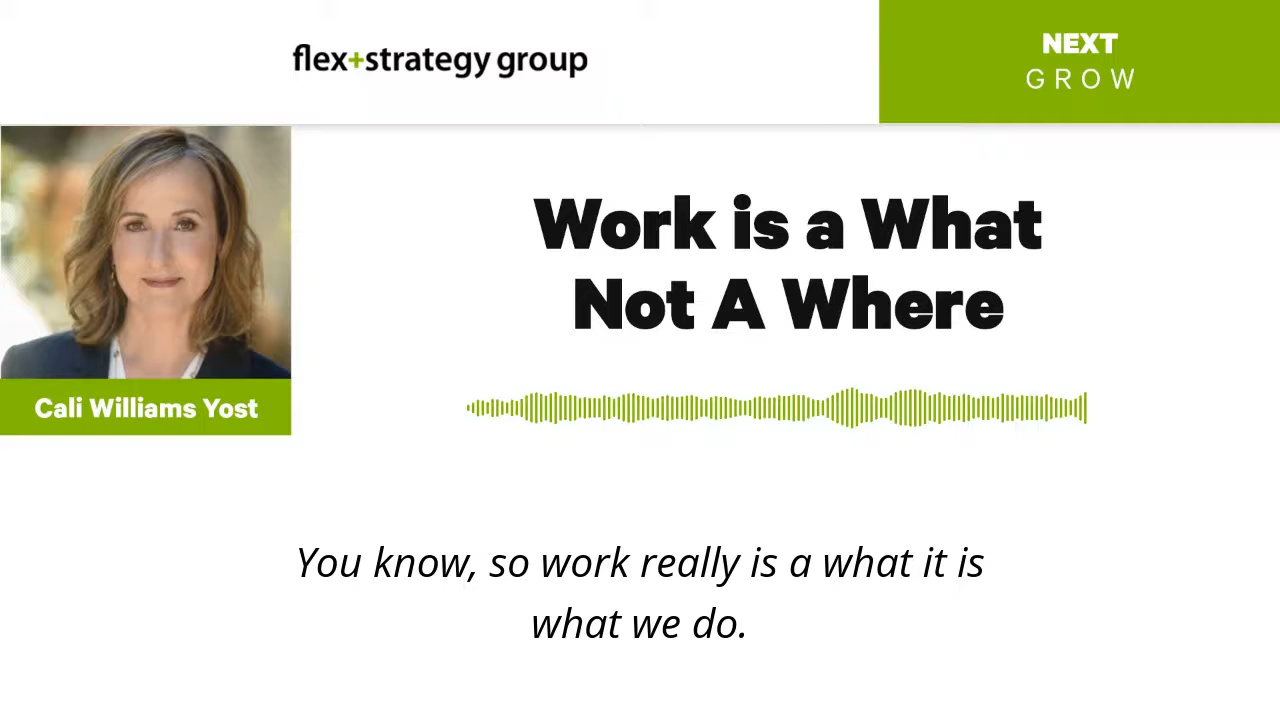 flex+strategy group
NEXT
GROW
Work is a What
Not A Where
Cali Williams Yost
You know, so work really is a what it is
what we do.